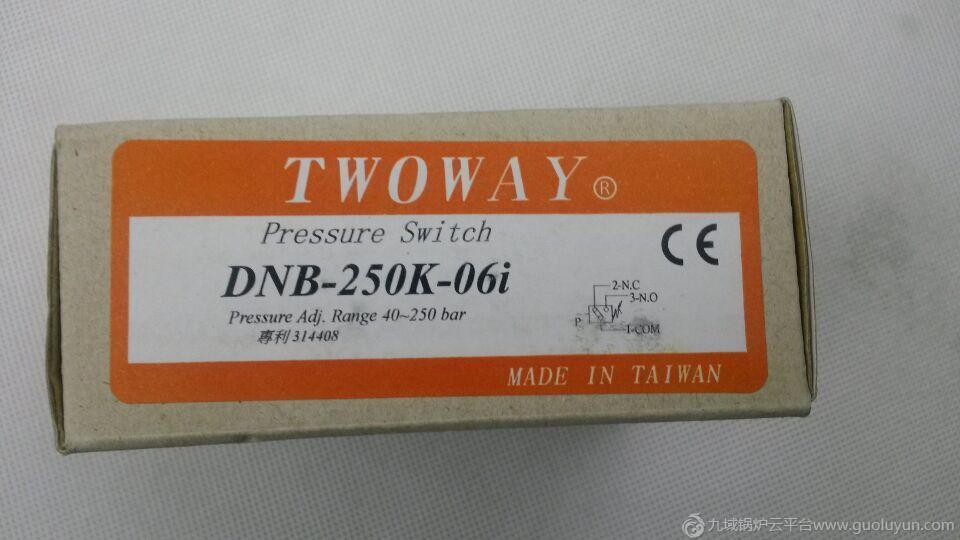 TWOWAY®
Pressure Switch
CE
DNB-250K-06i
Pressure Adj. Range 40~250 bar
專利 314408
2-N.C
3-N.O
P
1-COM
MADE IN TAIWAN
九域锅炉云平台www.guoluyun.com